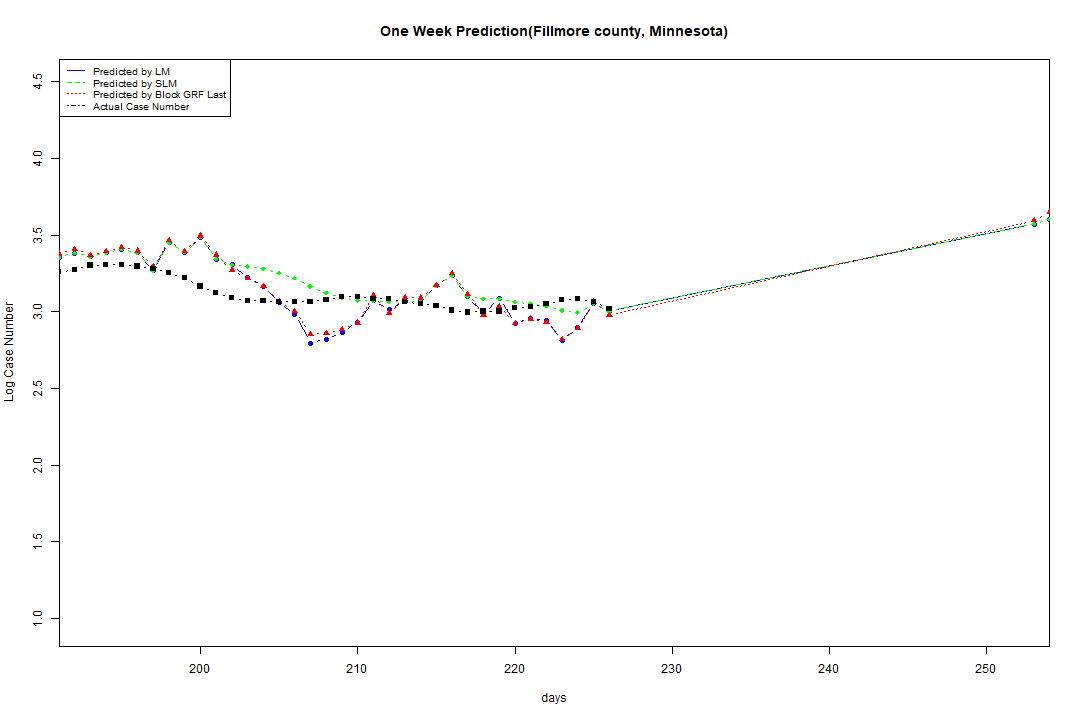 One Week Prediction(Fillmore county, Minnesota)
Predicted by LM
Predicted by SLM
Predicted by Block GRF Last
Actual Case Number
4.5
4.0
3.5
3.0
2.5
2.0
1.5
1.0
Log Case Number
200
210
220
230
240
250
days